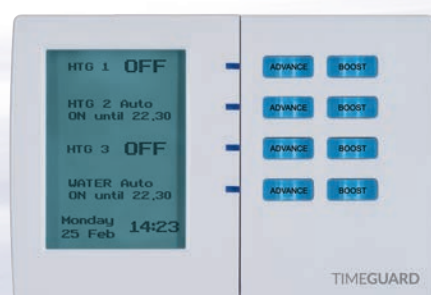 HTG 1 OFF
HTG 2 Auto
ON until 22,30
HTG 3 OFF
WATER Auto
ON until 22,30
Monday
25 Feb 14:23
ADVANCE BOOST
ADVANCE BOOST
ADVANCE BOOST
ADVANCE BOOST
TIMEGUARD